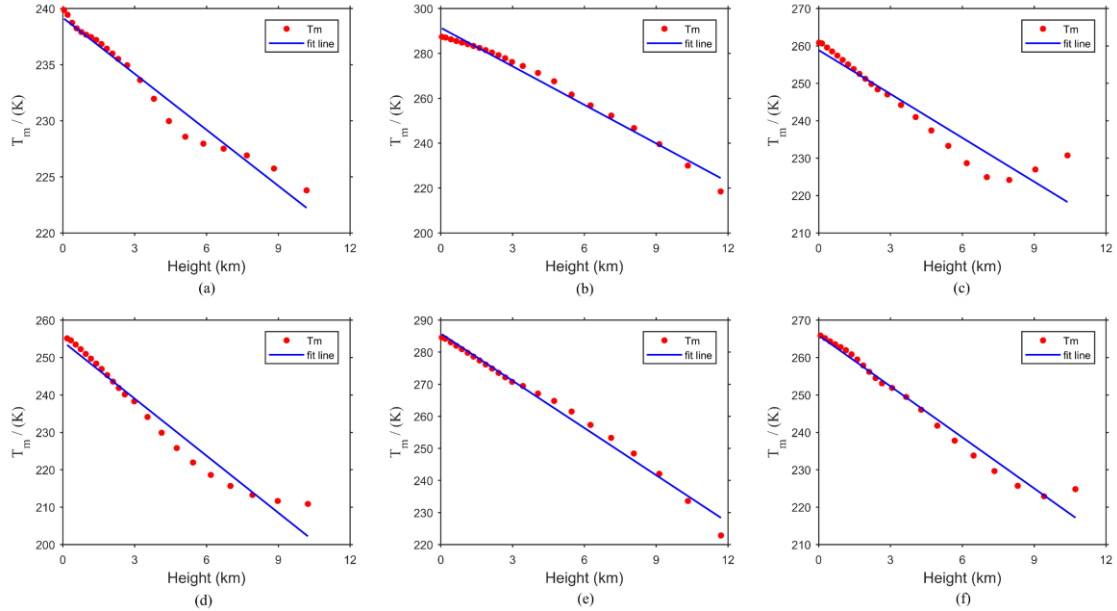 240
235
230
225
220
T_m / (K)
0 3 6 9 12
Height (km)
Tm
fit line
(a)
300
280
260
240
220
200
T_m / (K)
0 3 6 9 12
Height (km)
Tm
fit line
(b)
270
260
250
240
230
220
210
T_m / (K)
0 3 6 9 12
Height (km)
Tm
fit line
(c)
260
250
240
230
220
210
200
T_m / (K)
0 3 6 9 12
Height (km)
Tm
fit line
(d)
290
280
270
260
250
240
230
220
T_m / (K)
0 3 6 9 12
Height (km)
Tm
fit line
(e)
270
260
250
240
230
220
210
T_m / (K)
0 3 6 9 12
Height (km)
Tm
fit line
(f)